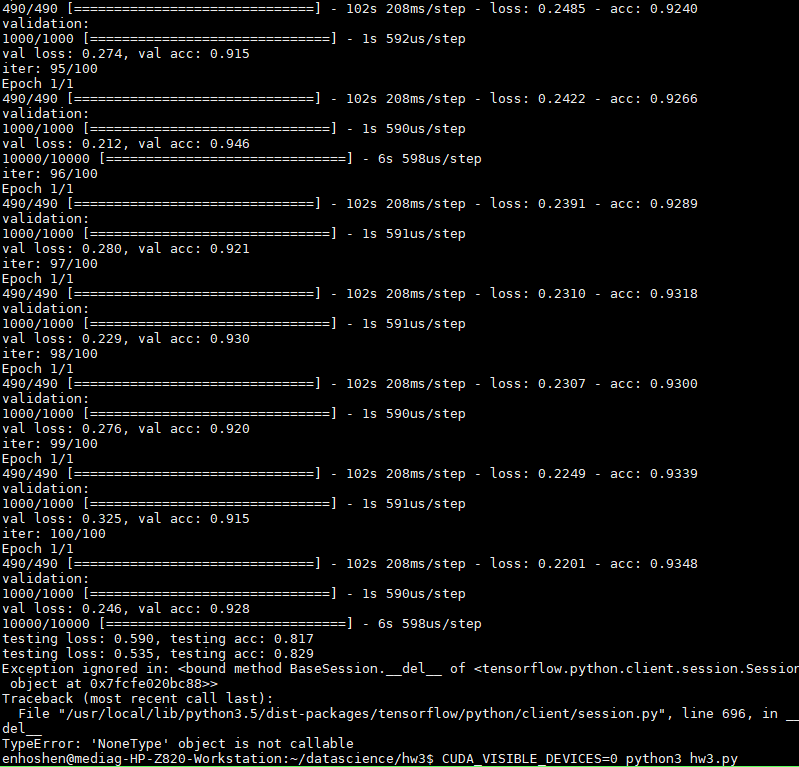 490/490 [==============================] - 102s 208ms/step - loss: 0.2485 - acc: 0.9240
validation:
1000/1000 [==============================] - 1s 592us/step
val loss: 0.274, val acc: 0.915
iter: 95/100
Epoch 1/1
490/490 [==============================] - 102s 208ms/step - loss: 0.2422 - acc: 0.9266
validation:
1000/1000 [==============================] - 1s 590us/step
val loss: 0.212, val acc: 0.946
10000/10000 [==============================] - 6s 598us/step
iter: 96/100
Epoch 1/1
490/490 [==============================] - 102s 208ms/step - loss: 0.2391 - acc: 0.9289
validation:
1000/1000 [==============================] - 1s 591us/step
val loss: 0.280, val acc: 0.921
iter: 97/100
Epoch 1/1
490/490 [==============================] - 102s 208ms/step - loss: 0.2310 - acc: 0.9318
validation:
1000/1000 [==============================] - 1s 591us/step
val loss: 0.229, val acc: 0.930
iter: 98/100
Epoch 1/1
490/490 [==============================] - 102s 208ms/step - loss: 0.2307 - acc: 0.9300
validation:
1000/1000 [==============================] - 1s 590us/step
val loss: 0.276, val acc: 0.920
iter: 99/100
Epoch 1/1
490/490 [==============================] - 102s 208ms/step - loss: 0.2249 - acc: 0.9339
validation:
1000/1000 [==============================] - 1s 591us/step
val loss: 0.325, val acc: 0.915
iter: 100/100
Epoch 1/1
490/490 [==============================] - 102s 208ms/step - loss: 0.2201 - acc: 0.9348
validation:
1000/1000 [==============================] - 1s 590us/step
val loss: 0.246, val acc: 0.928
10000/10000 [==============================] - 6s 598us/step
testing loss: 0.590, testing acc: 0.817
testing loss: 0.535, testing acc: 0.829
Exception ignored in: <bound method BaseSession.__del__ of <tensorflow.python.client.session.Session
 object at 0x7fcfe020bc88>>
Traceback (most recent call last):
  File "/usr/local/lib/python3.5/dist-packages/tensorflow/python/client/session.py", line 696, in __
del__
TypeError: 'NoneType' object is not callable
enhoshen@mediag-HP-Z820-Workstation:~/datascience/hw3$ CUDA_VISIBLE_DEVICES=0 python3 hw3.py